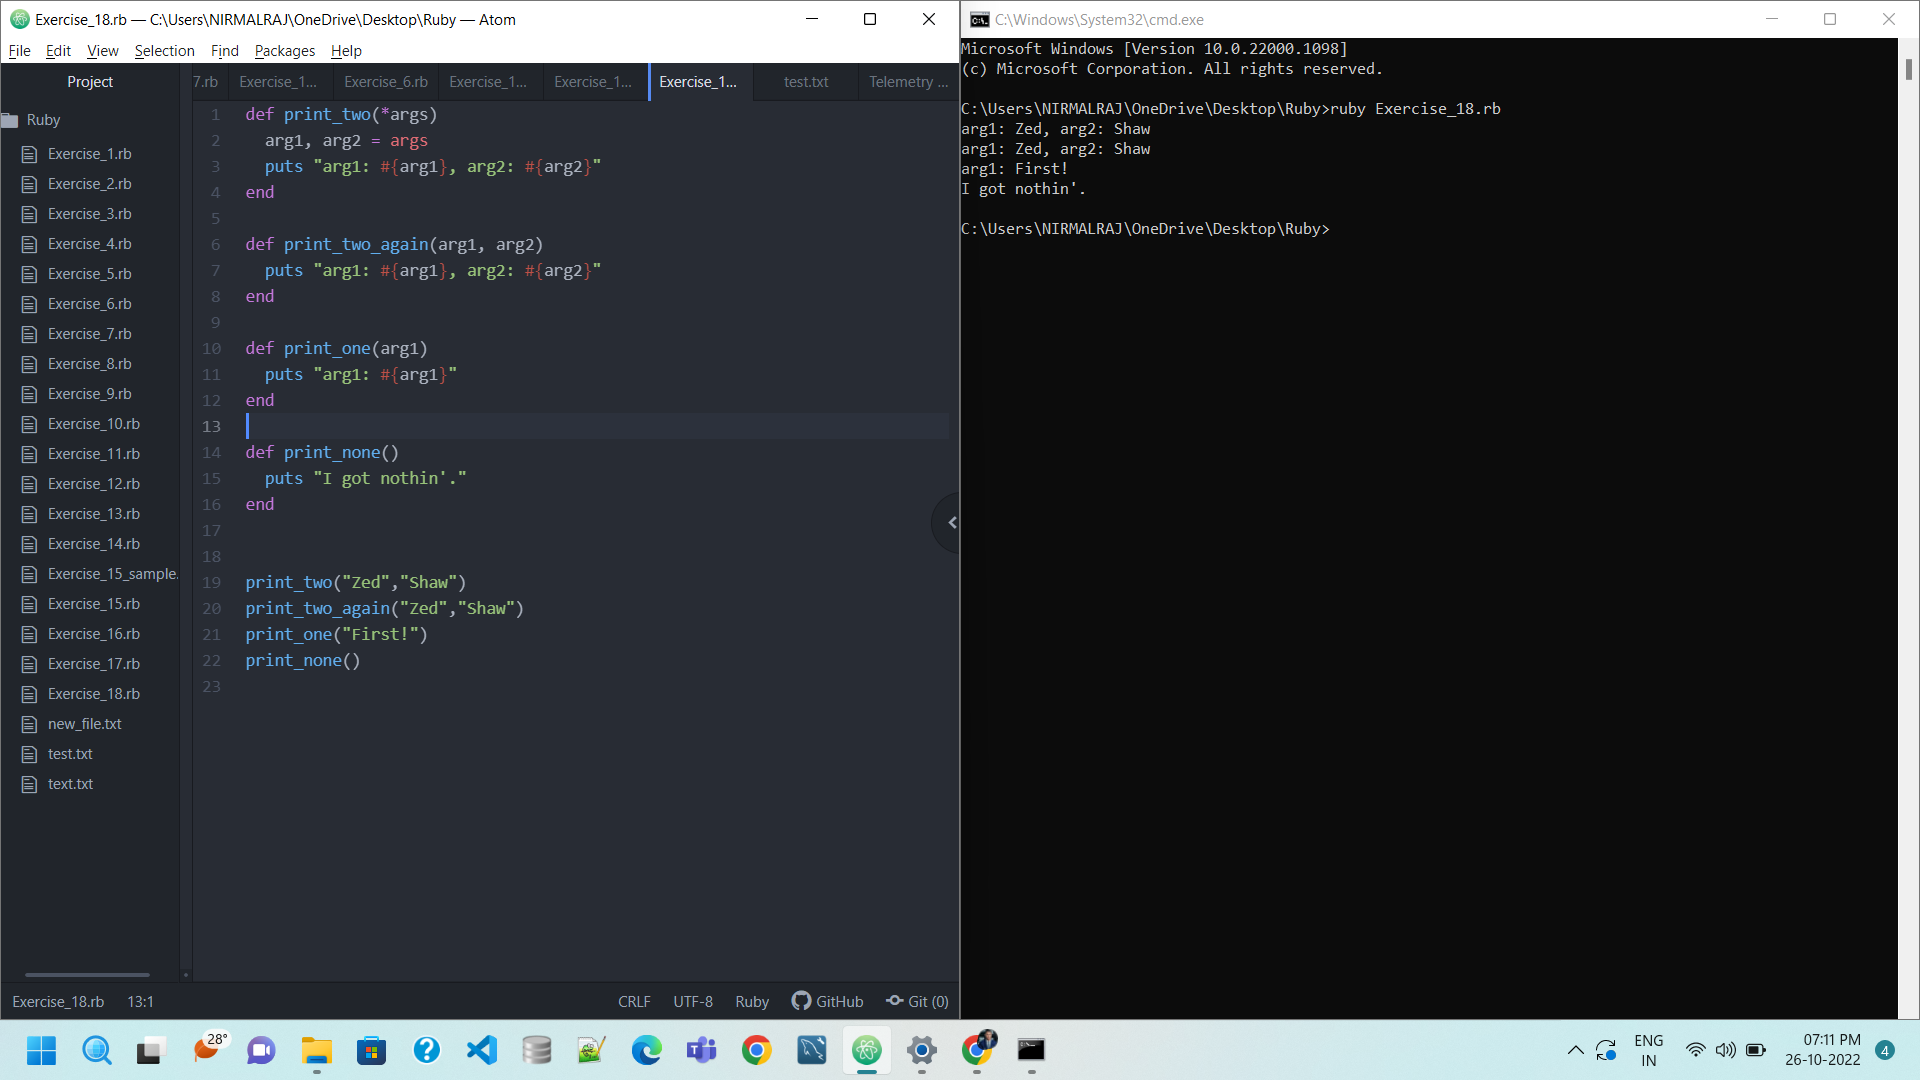 Exercise_18.rb — C:\Users\NIRMALRAJ\OneDrive\Desktop\Ruby — Atom
File Edit View Selection Find Packages Help
Project
7.rb Exercise_1... Exercise_6.rb Exercise_1... Exercise_1... Exercise_1... test.txt Telemetry ...
Ruby
Exercise_1.rb
Exercise_2.rb
Exercise_3.rb
Exercise_4.rb
Exercise_5.rb
Exercise_6.rb
Exercise_7.rb
Exercise_8.rb
Exercise_9.rb
Exercise_10.rb
Exercise_11.rb
Exercise_12.rb
Exercise_13.rb
Exercise_14.rb
Exercise_15_sample.
Exercise_15.rb
Exercise_16.rb
Exercise_17.rb
Exercise_18.rb
new_file.txt
test.txt
text.txt
1 def print_two(*args)
2   arg1, arg2 = args
3   puts "arg1: #{arg1}, arg2: #{arg2}"
4 end
5
6 def print_two_again(arg1, arg2)
7   puts "arg1: #{arg1}, arg2: #{arg2}"
8 end
9
10 def print_one(arg1)
11   puts "arg1: #{arg1}"
12 end
13
14 def print_none()
15   puts "I got nothin'."
16 end
17
18
19 print_two("Zed","Shaw")
20 print_two_again("Zed","Shaw")
21 print_one("First!")
22 print_none()
23
Exercise_18.rb 13:1 CRLF UTF-8 Ruby GitHub Git (0)
C:\Windows\System32\cmd.exe
Microsoft Windows [Version 10.0.22000.1098]
(c) Microsoft Corporation. All rights reserved.
C:\Users\NIRMALRAJ\OneDrive\Desktop\Ruby>ruby Exercise_18.rb
arg1: Zed, arg2: Shaw
arg1: Zed, arg2: Shaw
arg1: First!
I got nothin'.
C:\Users\NIRMALRAJ\OneDrive\Desktop\Ruby>
28°
ENG
IN
07:11 PM
26-10-2022
4